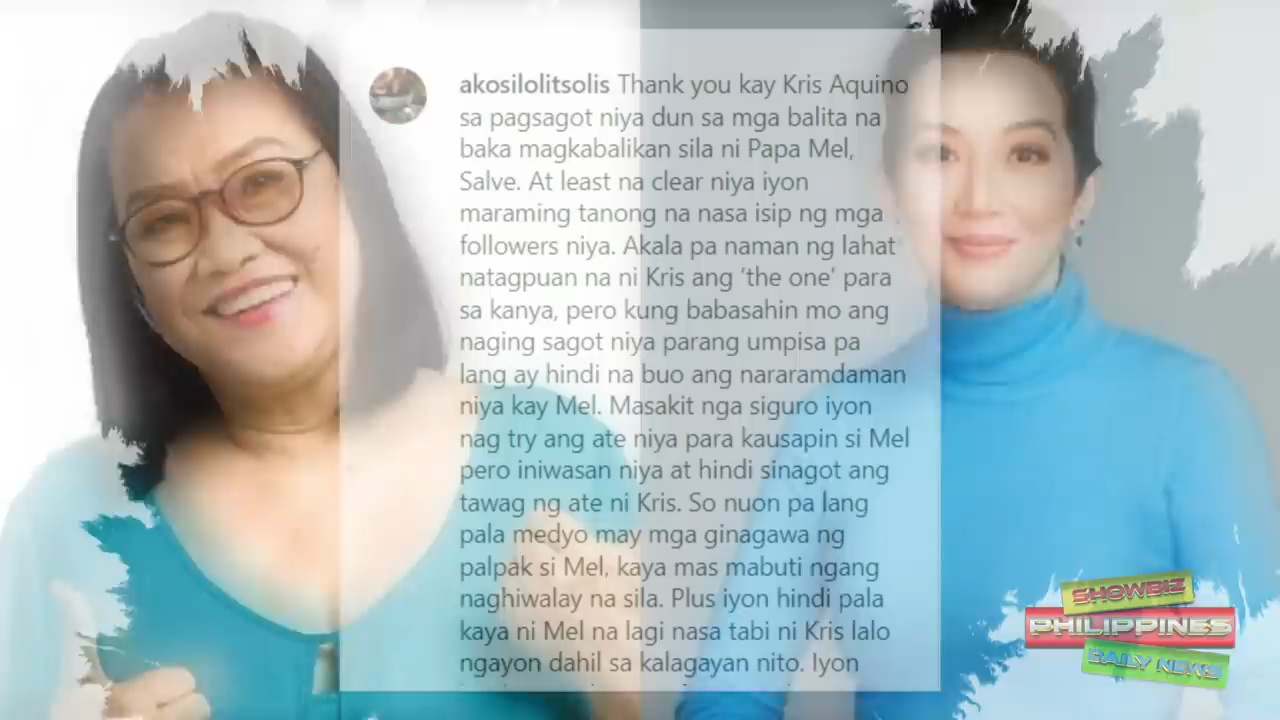 akosilolitsolis Thank you kay Kris Aquino
sa pagsagot niya dun sa mga balita na
baka magkabalikan sila ni Papa Mel,
Salve. At least na clear niya iyon
maraming tanong na nasa isip ng mga
followers niya. Akala pa naman ng lahat
natagpuan na ni Kris ang ‘the one’ para
sa kanya, pero kung babasahin mo ang
naging sagot niya parang umpisa pa
lang ay hindi na buo ang nararamdaman
niya kay Mel. Masakit nga siguro iyon
nag try ang ate niya para kausapin si Mel
pero iniwasan niya at hindi sinagot ang
tawag ng ate ni Kris. So nuon pa lang
pala medyo may mga ginagawa ng
palpak si Mel, kaya mas mabuti ngang
naghiwalay na sila. Plus iyon hindi pala
kaya ni Mel na lagi nasa tabi ni Kris lalo
ngayon dahil sa kalagayan nito. Iyon
SHOWBIZ
PHILIPPINES
DAILY NEWS